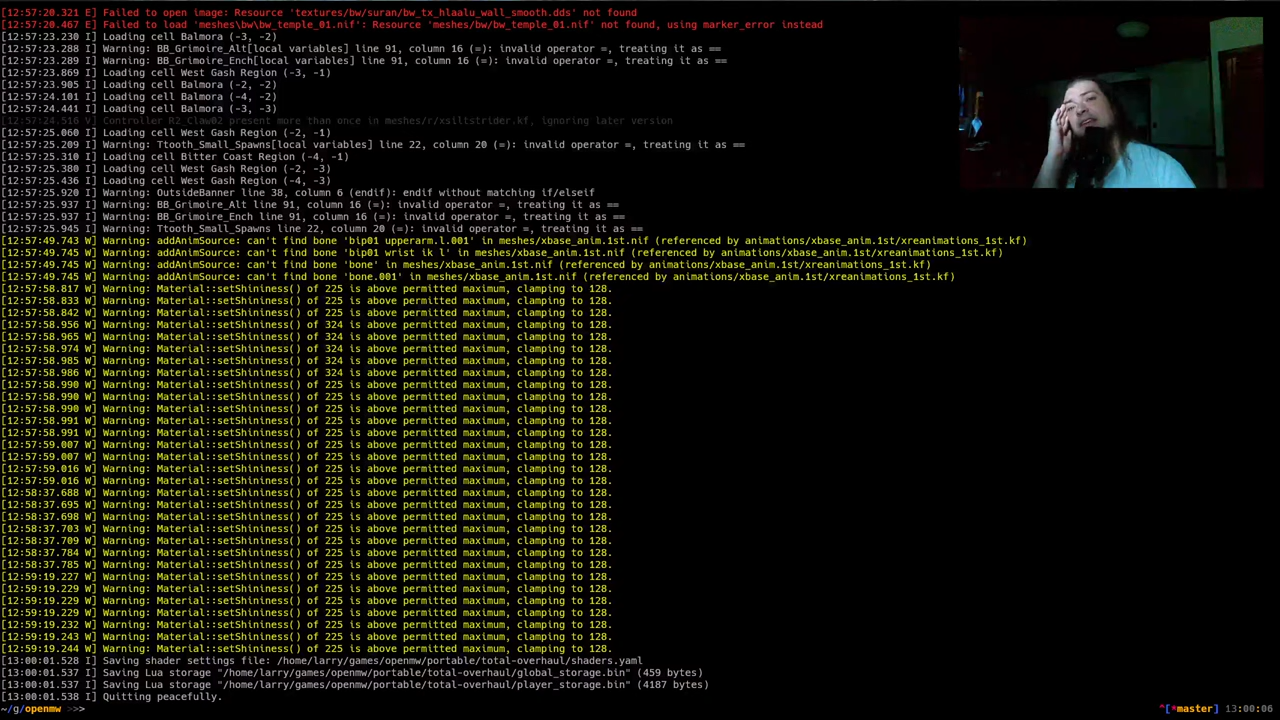 [12:57:20.321 E] Failed to open image: Resource 'textures/bw/suran/bw_tx_hlaalu_wall_smooth.dds' not found
[12:57:20.467 E] Failed to load 'meshes\bw\bw_temple_01.nif': Resource 'meshes/bw/bw_temple_01.nif' not found, using marker_error instead
[12:57:23.230 I] Loading cell Balmora (-3, -2)
[12:57:23.288 I] Warning: BB_Grimoire_Alt[local variables] line 91, column 16 (=): invalid operator =, treating it as ==
[12:57:23.289 I] Warning: BB_Grimoire_Ench[local variables] line 91, column 16 (=): invalid operator =, treating it as ==
[12:57:23.869 I] Loading cell West Gash Region (-3, -1)
[12:57:23.905 I] Loading cell Balmora (-2, -2)
[12:57:24.101 I] Loading cell Balmora (-4, -2)
[12:57:24.441 I] Loading cell Balmora (-3, -3)
[12:57:24.516 V] Controller R2_Claw02 present more than once in meshes/r/xsiltstrider.kf, ignoring later version
[12:57:25.060 I] Loading cell West Gash Region (-2, -1)
[12:57:25.209 I] Warning: Ttooth_Small_Spawns[local variables] line 22, column 20 (=): invalid operator =, treating it as ==
[12:57:25.310 I] Loading cell Bitter Coast Region (-4, -1)
[12:57:25.380 I] Loading cell West Gash Region (-2, -3)
[12:57:25.436 I] Loading cell West Gash Region (-4, -3)
[12:57:25.920 I] Warning: OutsideBanner line 38, column 6 (endif): endif without matching if/elseif
[12:57:25.937 I] Warning: BB_Grimoire_Alt line 91, column 16 (=): invalid operator =, treating it as ==
[12:57:25.937 I] Warning: BB_Grimoire_Ench line 91, column 16 (=): invalid operator =, treating it as ==
[12:57:25.945 I] Warning: Ttooth_Small_Spawns line 22, column 20 (=): invalid operator =, treating it as ==
[12:57:49.743 W] Warning: addAnimSource: can't find bone 'bip01 upperarm.l.001' in meshes/xbase_anim.1st.nif (referenced by animations/xbase_anim.1st/xreanimations_1st.kf)
[12:57:49.745 W] Warning: addAnimSource: can't find bone 'bip01 wrist ik l' in meshes/xbase_anim.1st.nif (referenced by animations/xbase_anim.1st/xreanimations_1st.kf)
[12:57:49.745 W] Warning: addAnimSource: can't find bone 'bone' in meshes/xbase_anim.1st.nif (referenced by animations/xbase_anim.1st/xreanimations_1st.kf)
[12:57:49.745 W] Warning: addAnimSource: can't find bone 'bone.001' in meshes/xbase_anim.1st.nif (referenced by animations/xbase_anim.1st/xreanimations_1st.kf)
[12:57:58.817 W] Warning: Material::setShininess() of 225 is above permitted maximum, clamping to 128.
[12:57:58.833 W] Warning: Material::setShininess() of 225 is above permitted maximum, clamping to 128.
[12:57:58.842 W] Warning: Material::setShininess() of 225 is above permitted maximum, clamping to 128.
[12:57:58.956 W] Warning: Material::setShininess() of 324 is above permitted maximum, clamping to 128.
[12:57:58.965 W] Warning: Material::setShininess() of 324 is above permitted maximum, clamping to 128.
[12:57:58.974 W] Warning: Material::setShininess() of 324 is above permitted maximum, clamping to 128.
[12:57:58.985 W] Warning: Material::setShininess() of 324 is above permitted maximum, clamping to 128.
[12:57:58.986 W] Warning: Material::setShininess() of 324 is above permitted maximum, clamping to 128.
[12:57:58.990 W] Warning: Material::setShininess() of 225 is above permitted maximum, clamping to 128.
[12:57:58.990 W] Warning: Material::setShininess() of 225 is above permitted maximum, clamping to 128.
[12:57:58.990 W] Warning: Material::setShininess() of 225 is above permitted maximum, clamping to 128.
[12:57:58.991 W] Warning: Material::setShininess() of 225 is above permitted maximum, clamping to 128.
[12:57:58.991 W] Warning: Material::setShininess() of 225 is above permitted maximum, clamping to 128.
[12:57:59.007 W] Warning: Material::setShininess() of 225 is above permitted maximum, clamping to 128.
[12:57:59.007 W] Warning: Material::setShininess() of 225 is above permitted maximum, clamping to 128.
[12:57:59.016 W] Warning: Material::setShininess() of 225 is above permitted maximum, clamping to 128.
[12:57:59.016 W] Warning: Material::setShininess() of 225 is above permitted maximum, clamping to 128.
[12:58:37.688 W] Warning: Material::setShininess() of 225 is above permitted maximum, clamping to 128.
[12:58:37.695 W] Warning: Material::setShininess() of 225 is above permitted maximum, clamping to 128.
[12:58:37.698 W] Warning: Material::setShininess() of 225 is above permitted maximum, clamping to 128.
[12:58:37.703 W] Warning: Material::setShininess() of 225 is above permitted maximum, clamping to 128.
[12:58:37.709 W] Warning: Material::setShininess() of 225 is above permitted maximum, clamping to 128.
[12:58:37.784 W] Warning: Material::setShininess() of 225 is above permitted maximum, clamping to 128.
[12:58:37.785 W] Warning: Material::setShininess() of 225 is above permitted maximum, clamping to 128.
[12:59:19.227 W] Warning: Material::setShininess() of 225 is above permitted maximum, clamping to 128.
[12:59:19.229 W] Warning: Material::setShininess() of 225 is above permitted maximum, clamping to 128.
[12:59:19.229 W] Warning: Material::setShininess() of 225 is above permitted maximum, clamping to 128.
[12:59:19.229 W] Warning: Material::setShininess() of 225 is above permitted maximum, clamping to 128.
[12:59:19.232 W] Warning: Material::setShininess() of 225 is above permitted maximum, clamping to 128.
[12:59:19.243 W] Warning: Material::setShininess() of 225 is above permitted maximum, clamping to 128.
[12:59:19.244 W] Warning: Material::setShininess() of 225 is above permitted maximum, clamping to 128.
[13:00:01.528 I] Saving shader settings file: /home/larry/games/openmw/portable/total-overhaul/shaders.yaml
[13:00:01.537 I] Saving Lua storage "/home/larry/games/openmw/portable/total-overhaul/global_storage.bin" (459 bytes)
[13:00:01.537 I] Saving Lua storage "/home/larry/games/openmw/portable/total-overhaul/player_storage.bin" (4187 bytes)
[13:00:01.538 I] Quitting peacefully.
~/g/openmw >>> ^[*master] 13:00:06